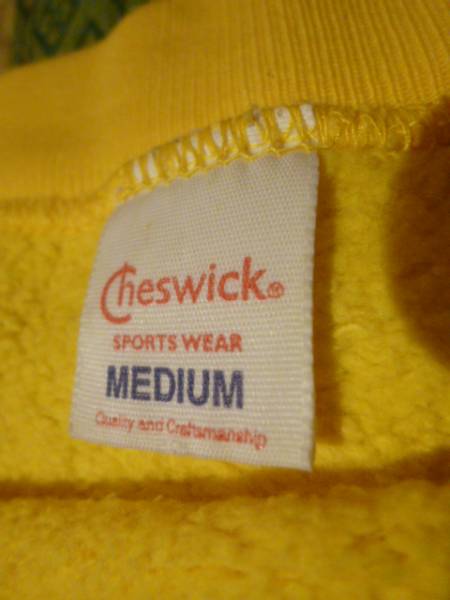 Cheswick®
SPORTS WEAR
MEDIUM
Quality and Craftsmanship